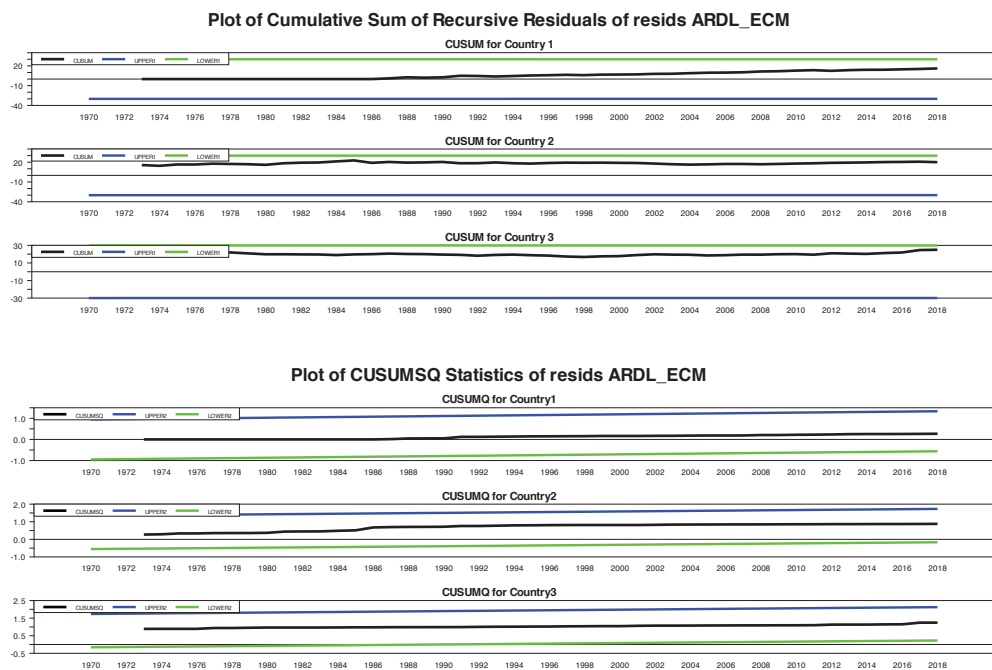 Plot of Cumulative Sum of Recursive Residuals of resids ARDL_ECM
CUSUM for Country 1
CUSUM UPPER1 LOWER1
20
-10
-40
1970 1972 1974 1976 1978 1980 1982 1984 1986 1988 1990 1992 1994 1996 1998 2000 2002 2004 2006 2008 2010 2012 2014 2016 2018
CUSUM for Country 2
CUSUM UPPER1 LOWER1
20
-10
-40
1970 1972 1974 1976 1978 1980 1982 1984 1986 1988 1990 1992 1994 1996 1998 2000 2002 2004 2006 2008 2010 2012 2014 2016 2018
CUSUM for Country 3
CUSUM UPPER1 LOWER1
30
10
-10
-30
1970 1972 1974 1976 1978 1980 1982 1984 1986 1988 1990 1992 1994 1996 1998 2000 2002 2004 2006 2008 2010 2012 2014 2016 2018
Plot of CUSUMSQ Statistics of resids ARDL_ECM
CUSUMQ for Country1
CUSUMSQ UPPER2 LOWER2
1.0
0.0
-1.0
1970 1972 1974 1976 1978 1980 1982 1984 1986 1988 1990 1992 1994 1996 1998 2000 2002 2004 2006 2008 2010 2012 2014 2016 2018
CUSUMQ for Country2
CUSUMSQ UPPER2 LOWER2
2.0
1.0
0.0
-1.0
1970 1972 1974 1976 1978 1980 1982 1984 1986 1988 1990 1992 1994 1996 1998 2000 2002 2004 2006 2008 2010 2012 2014 2016 2018
CUSUMQ for Country3
CUSUMSQ UPPER2 LOWER2
2.5
1.5
0.5
-0.5
1970 1972 1974 1976 1978 1980 1982 1984 1986 1988 1990 1992 1994 1996 1998 2000 2002 2004 2006 2008 2010 2012 2014 2016 2018